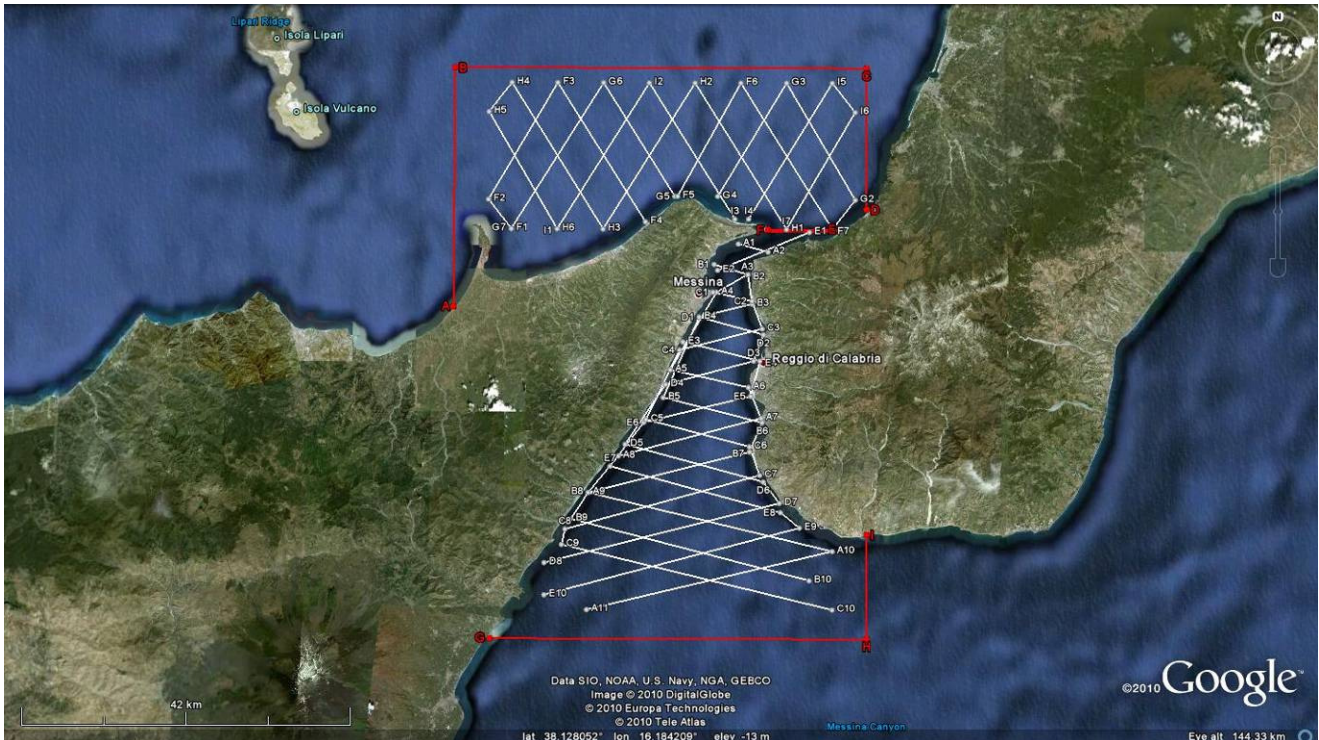 Lipari Ridge
Isola Lipari
N
B
C
H4
F3
G6
I2
H2
F6
G3
I5
Isola Vulcano
H5
I6
F2
G5
F5
G4
G2
D
G7
F1
I1
H6
H3
F4
I3
I4
I7
H1
F
E1
E
F7
A1
A2
B1
E2
A3
B2
Messina
C1
A4
C2
B3
A
D1
B4
C3
D2
C4
E3
D3
Reggio di Calabria
A5
D4
A6
B5
E5
E6
C5
A7
B6
D5
C6
E7
A8
B7
C7
D6
B8
A9
D7
E8
C8
B9
E9
I
C9
A10
D8
B10
E10
A11
C10
G
H
Data SIO, NOAA, U.S. Navy, NGA, GEBCO
Image © 2010 DigitalGlobe
© 2010 Europa Technologies
© 2010 Tele Atlas
©2010 Google™
42 km
Messina Canyon
lat 38.128052° lon 16.184209° elev -13 m
Eye alt 144.33 km